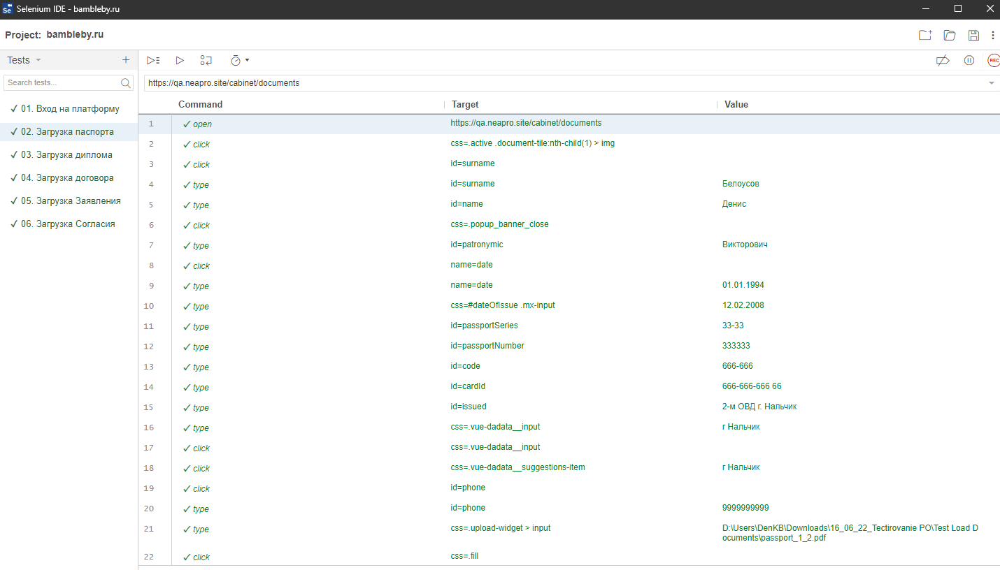 Selenium IDE - bambleby.ru
Project: bambleby.ru
Tests
REC
Search tests...
https://qa.neapro.site/cabinet/documents
Command Target Value
01. Вход на платформу
02. Загрузка паспорта
03. Загрузка диплома
04. Загрузка договора
05. Загрузка Заявления
06. Загрузка Согласия
1 open https://qa.neapro.site/cabinet/documents
2 click css=.active .document-tile:nth-child(1) > img
3 click id=surname
4 type id=surname Белоусов
5 type id=name Денис
6 click css=.popup_banner_close
7 type id=patronymic Викторович
8 click name=date
9 type name=date 01.01.1994
10 type css=#dateOfIssue .mx-input 12.02.2008
11 type id=passportSeries 33-33
12 type id=passportNumber 333333
13 type id=code 666-666
14 type id=cardId 666-666-666 66
15 type id=issued 2-м ОВД г. Нальчик
16 type css=.vue-dadata__input г Нальчик
17 click css=.vue-dadata__input
18 click css=.vue-dadata__suggestions-item г Нальчик
19 click id=phone
20 type id=phone 9999999999
21 type css=.upload-widget > input D:\Users\DenKB\Downloads\16_06_22_Tectirovanie PO\Test Load D
ocuments\passport_1_2.pdf
22 click css=.fill